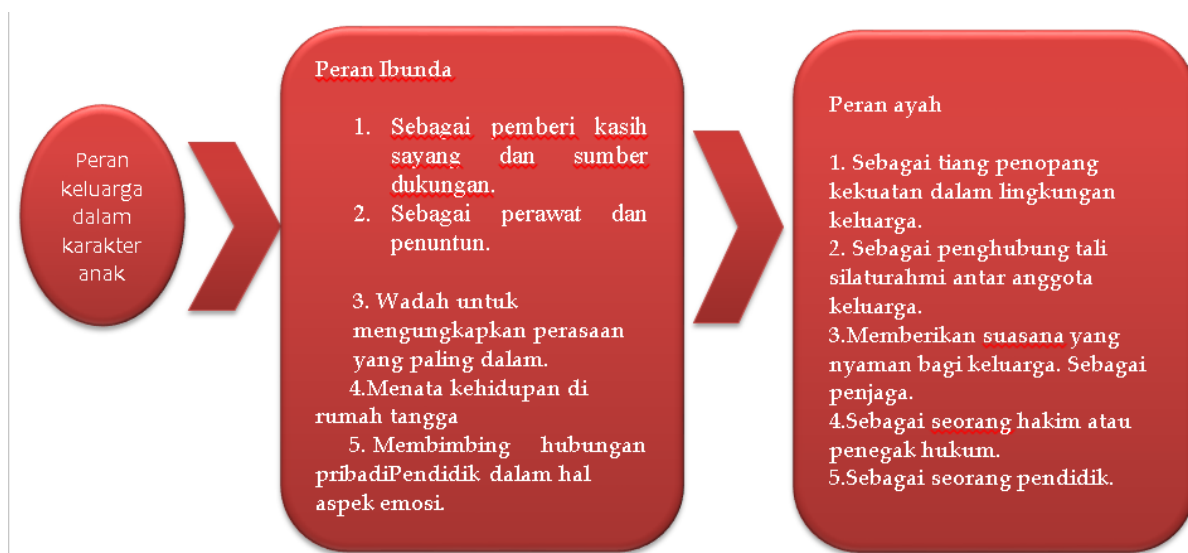 Peran
keluarga
dalam
karakter
anak
Peran Ibunda
1. Sebagai pemberi kasih
sayang dan sumber
dukungan.
2. Sebagai perawat dan
penuntun.
3. Wadah untuk
mengungkapkan perasaan
yang paling dalam.
4.Menata kehidupan di
rumah tangga
5. Membimbing hubungan
pribadiPendidik dalam hal
aspek emosi.
Peran ayah
1. Sebagai tiang penopang
kekuatan dalam lingkungan
keluarga.
2. Sebagai penghubung tali
silaturahmi antar anggota
keluarga.
3.Memberikan suasana yang
nyaman bagi keluarga. Sebagai
penjaga.
4.Sebagai seorang hakim atau
penegak hukum.
5.Sebagai seorang pendidik.